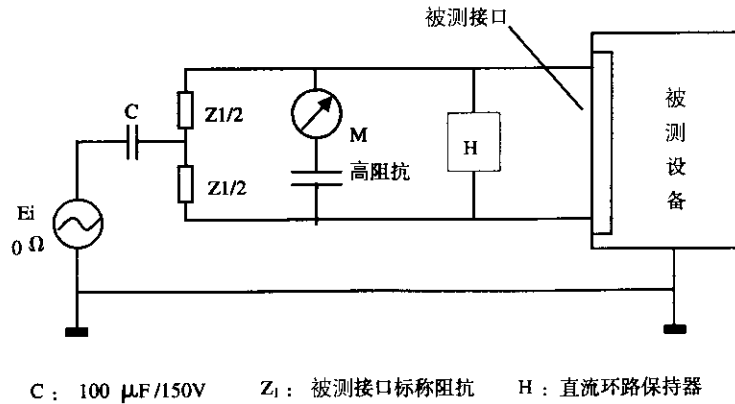 被测接口
C
Z1/2
M
高阻抗
Z1/2
H
被测设备
Ei
0 Ω
C： 100 μF/150V Z₁： 被测接口标称阻抗 H：直流环路保持器